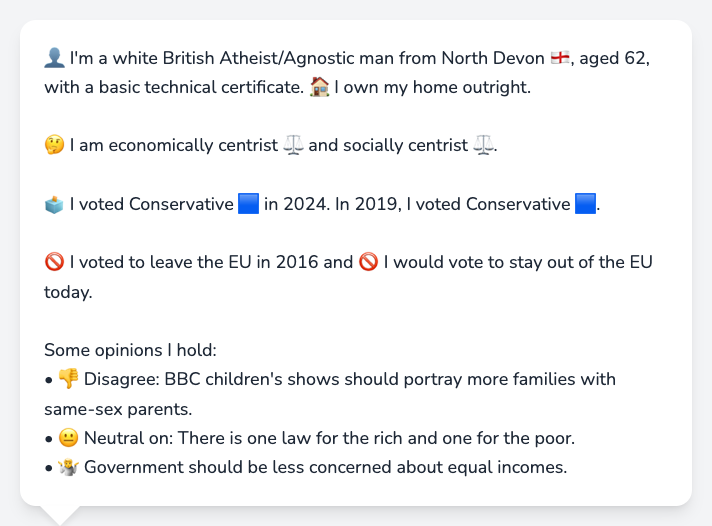 👤 I'm a white British Atheist/Agnostic man from North Devon 🏴󠁧󠁢󠁥󠁮󠁧󠁿, aged 62,
with a basic technical certificate. 🏠 I own my home outright.
🤔 I am economically centrist ⚖️ and socially centrist ⚖️.
🗳️ I voted Conservative 🟦 in 2024. In 2019, I voted Conservative 🟦.
🚫 I voted to leave the EU in 2016 and 🚫 I would vote to stay out of the EU
today.
Some opinions I hold:
• 👎 Disagree: BBC children's shows should portray more families with
same-sex parents.
• 😐 Neutral on: There is one law for the rich and one for the poor.
• 🤷 Government should be less concerned about equal incomes.